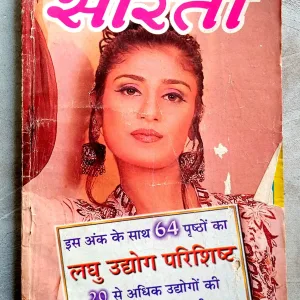 सरिता
इस अंक के साथ 64 पृष्ठों का
लघु उद्योग परिशिष्ट
20 से अधिक उद्योगों की